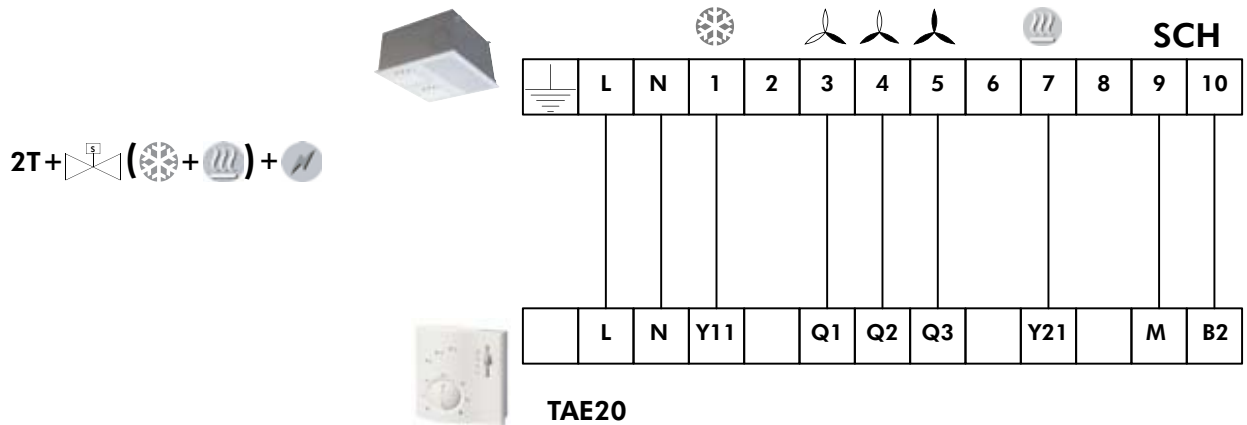 SCH
L N 1 2 3 4 5 6 7 8 9 10
2T+ S ( + ) +
L N Y11 Q1 Q2 Q3 Y21 M B2
TAE20